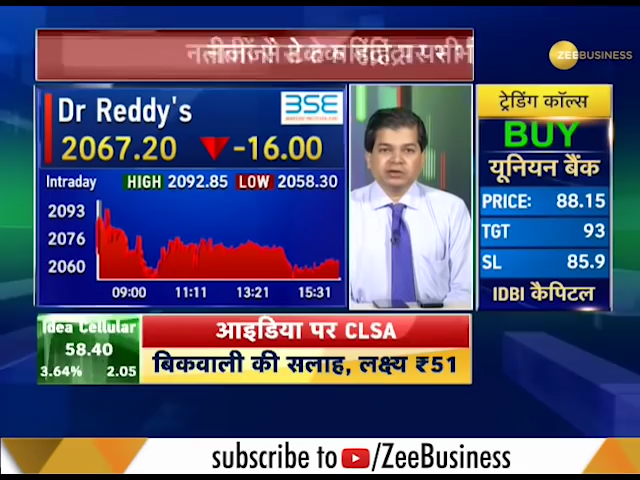 ZEEBUSINESS
Dr Reddy's
BSE
2067.20 -16.00
Intraday HIGH 2092.85 LOW 2058.30
2093
2076
2060
09:00 11:11 13:21 15:31
ट्रेडिंग कॉल्स
BUY
यूनियन बैंक
PRICE: 88.15
TGT 93
SL 85.9
IDBI कैपिटल
Idea Cellular
58.40
3.64% 2.05
आइडिया पर CLSA
बिकवाली की सलाह, लक्ष्य ₹51
subscribe to /ZeeBusiness